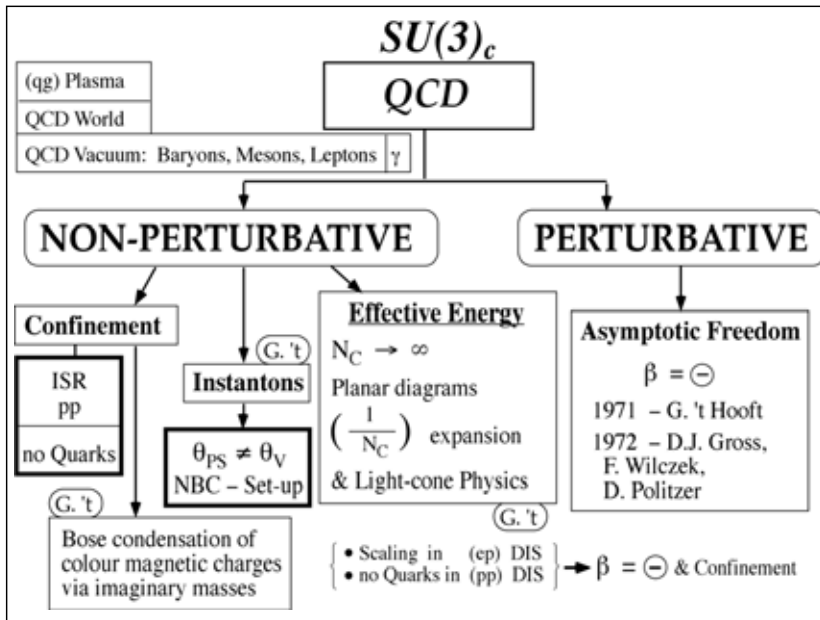 SU(3)c
QCD
(qg) Plasma
QCD World
QCD Vacuum: Baryons, Mesons, Leptons γ
NON-PERTURBATIVE
PERTURBATIVE
Confinement
ISR
pp
no Quarks
G. 't
Bose condensation of
colour magnetic charges
via imaginary masses
G. 't
Instantons
θPS ≠ θV
NBC – Set-up
Effective Energy
NC → ∞
Planar diagrams
(1/NC) expansion
& Light-cone Physics
G. 't
Asymptotic Freedom
β = ⊖
1971 – G. 't Hooft
1972 – D.J. Gross,
F. Wilczek,
D. Politzer
• Scaling in (ep) DIS
• no Quarks in (pp) DIS
β = ⊖ & Confinement